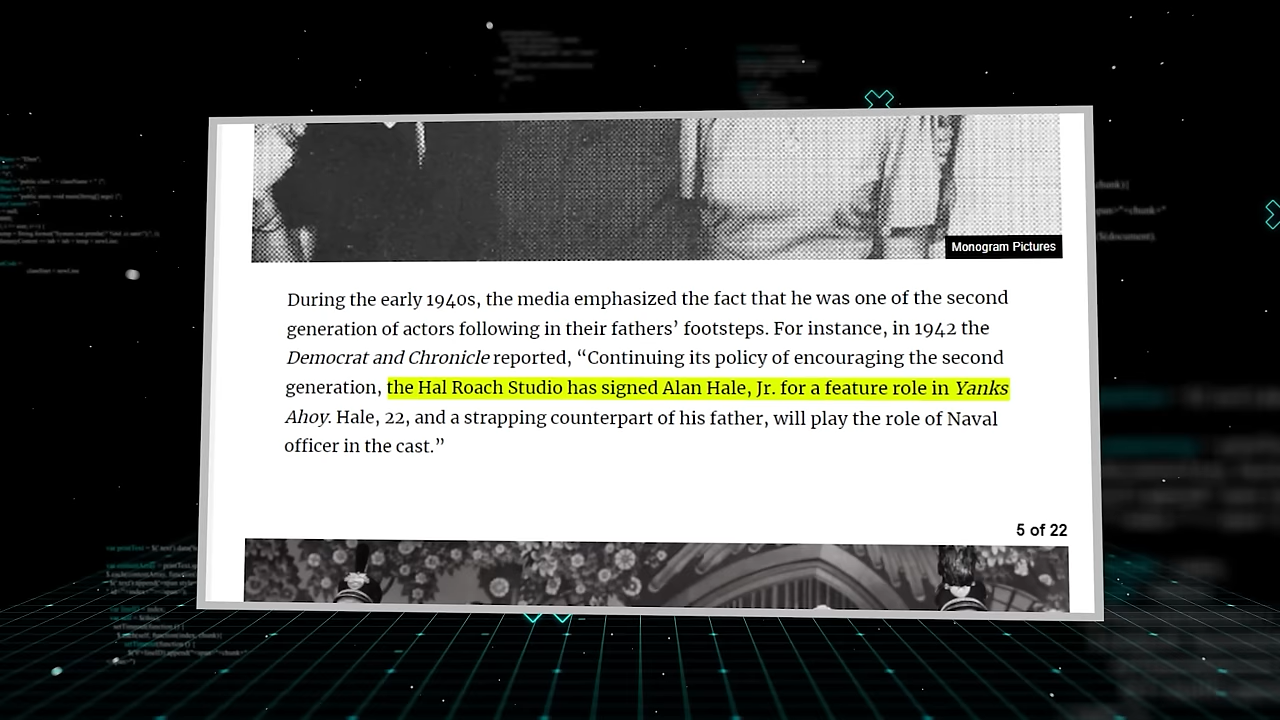 Monogram Pictures
During the early 1940s, the media emphasized the fact that he was one of the second
generation of actors following in their fathers’ footsteps. For instance, in 1942 the
Democrat and Chronicle reported, “Continuing its policy of encouraging the second
generation, the Hal Roach Studio has signed Alan Hale, Jr. for a feature role in Yanks
Ahoy. Hale, 22, and a strapping counterpart of his father, will play the role of Naval
officer in the cast.”
5 of 22